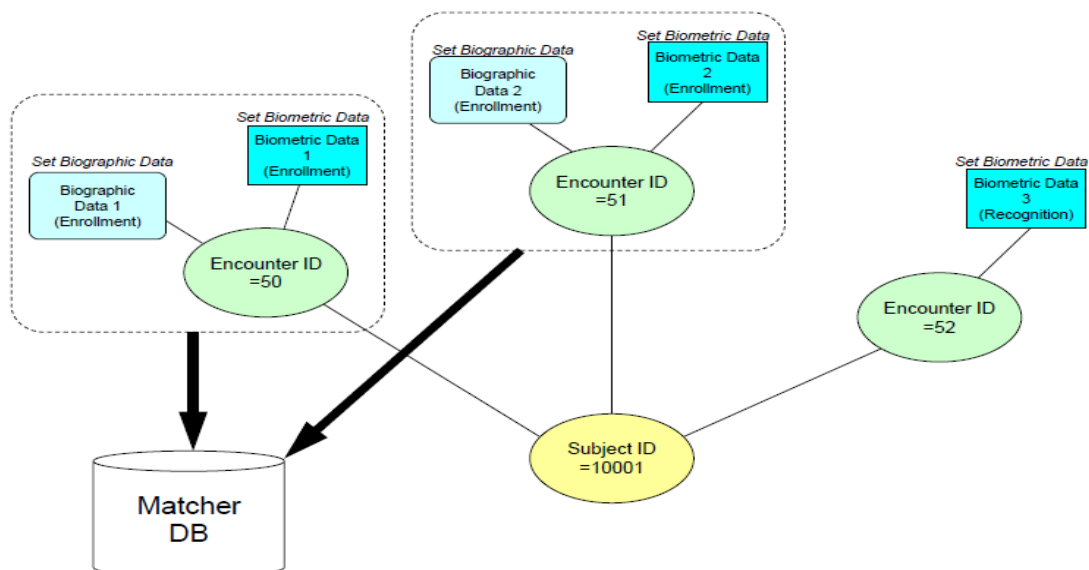 Set Biographic Data
Biographic
Data 1
(Enrollment)
Set Biometric Data
Biometric Data
1
(Enrollment)
Encounter ID
=50
Set Biographic Data
Biographic
Data 2
(Enrollment)
Set Biometric Data
Biometric Data
2
(Enrollment)
Encounter ID
=51
Set Biometric Data
Biometric Data
3
(Recognition)
Encounter ID
=52
Subject ID
=10001
Matcher
DB